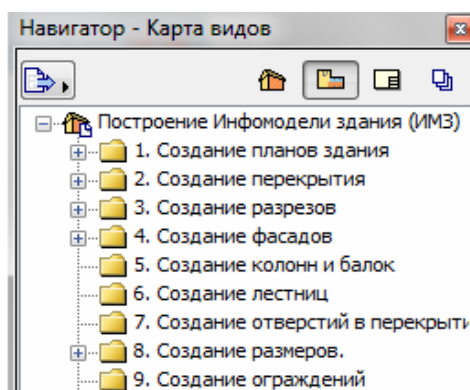 Навигатор - Карта видов
Построение Инфомодели здания (ИМЗ)
1. Создание планов здания
2. Создание перекрытия
3. Создание разрезов
4. Создание фасадов
5. Создание колонн и балок
6. Создание лестниц
7. Создание отверстий в перекрыти
8. Создание размеров.
9. Создание ограждений